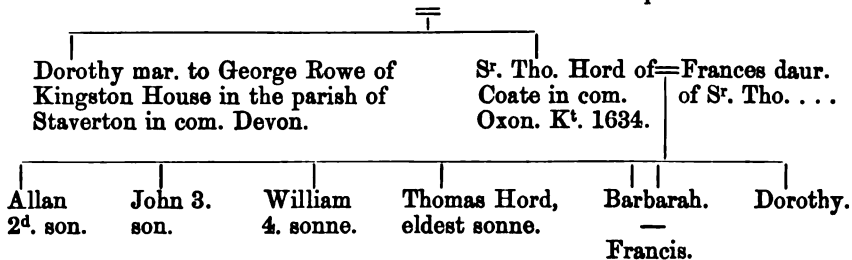 Dorothy mar. to George Rowe of
Kingston House in the parish of
Staverton in com. Devon.
Sʳ. Tho. Hord of=Frances daur.
Coate in com. of Sʳ. Tho. . . .
Oxon. Kᵗ. 1634.
Allan
2ᵈ. son.
John 3.
son.
William
4. sonne.
Thomas Hord,
eldest sonne.
Barbarah.
Francis.
Dorothy.